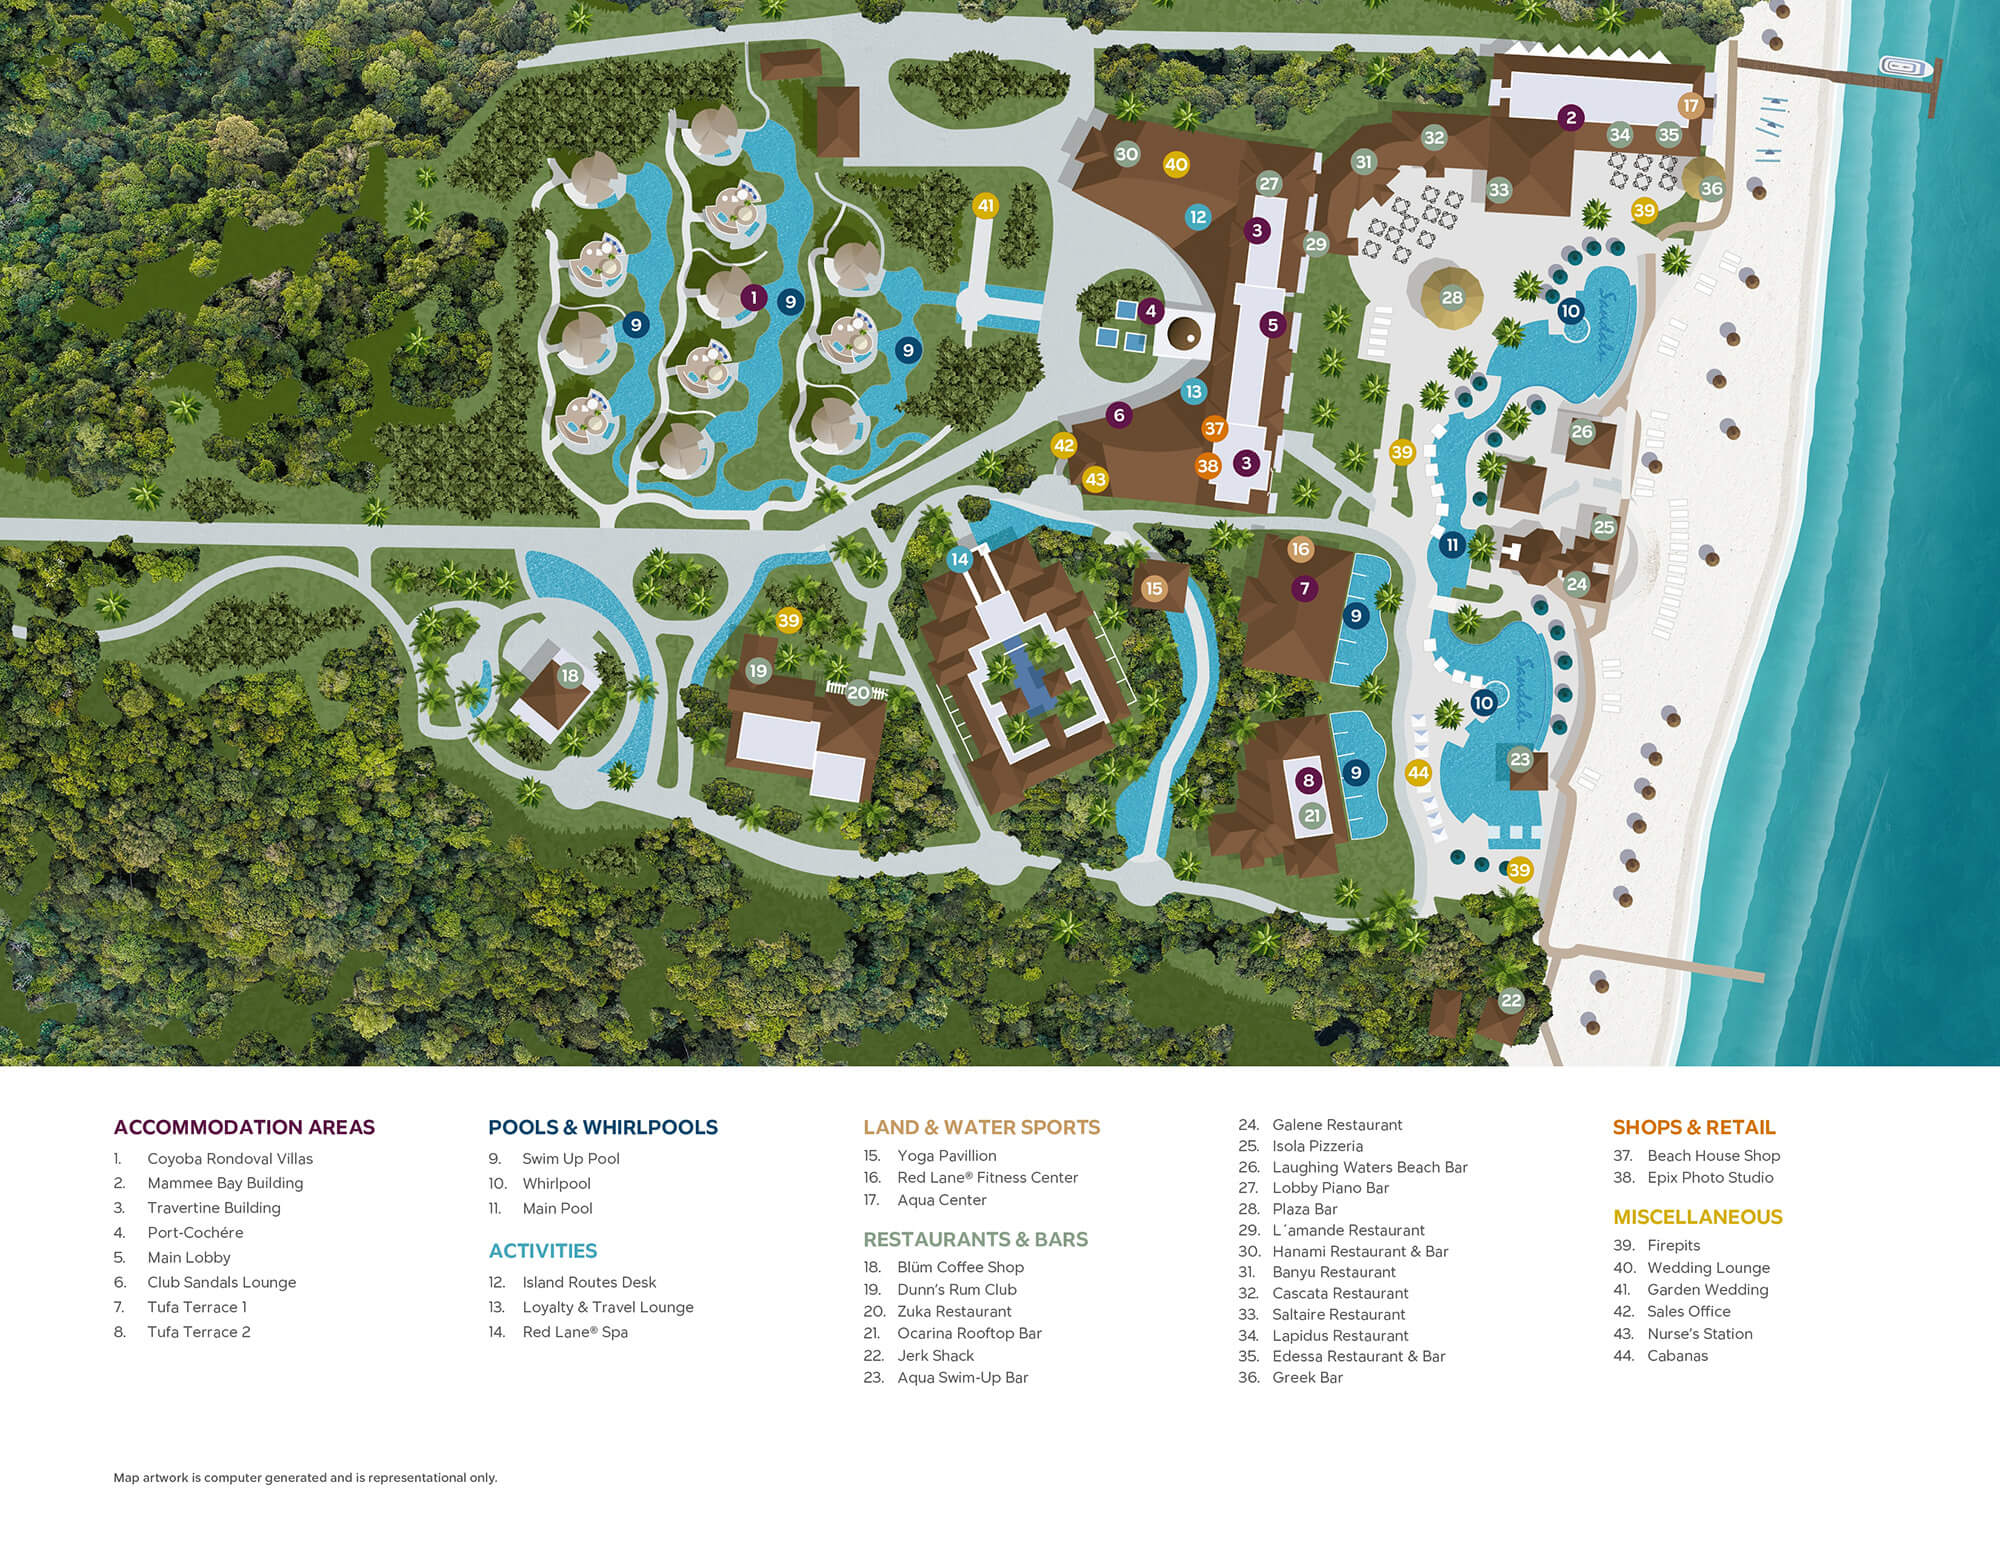 2
17
34
35
32
30
40
31
27
33
36
41
12
39
3
29
1
9
28
4
10
Sandals
9
5
9
13
6
37
26
42
39
3
38
43
25
11
16
14
24
7
15
9
39
19
18
20
Sandals
10
23
9
44
8
21
39
22
ACCOMMODATION AREAS
1. Coyoba Rondoval Villas
2. Mammee Bay Building
3. Travertine Building
4. Port-Cochére
5. Main Lobby
6. Club Sandals Lounge
7. Tufa Terrace 1
8. Tufa Terrace 2
POOLS & WHIRLPOOLS
9. Swim Up Pool
10. Whirlpool
11. Main Pool
ACTIVITIES
12. Island Routes Desk
13. Loyalty & Travel Lounge
14. Red Lane® Spa
LAND & WATER SPORTS
15. Yoga Pavillion
16. Red Lane® Fitness Center
17. Aqua Center
RESTAURANTS & BARS
18. Blüm Coffee Shop
19. Dunn's Rum Club
20. Zuka Restaurant
21. Ocarina Rooftop Bar
22. Jerk Shack
23. Aqua Swim-Up Bar
24. Galene Restaurant
25. Isola Pizzeria
26. Laughing Waters Beach Bar
27. Lobby Piano Bar
28. Plaza Bar
29. L´amande Restaurant
30. Hanami Restaurant & Bar
31. Banyu Restaurant
32. Cascata Restaurant
33. Saltaire Restaurant
34. Lapidus Restaurant
35. Edessa Restaurant & Bar
36. Greek Bar
SHOPS & RETAIL
37. Beach House Shop
38. Epix Photo Studio
MISCELLANEOUS
39. Firepits
40. Wedding Lounge
41. Garden Wedding
42. Sales Office
43. Nurse's Station
44. Cabanas
Map artwork is computer generated and is representational only.